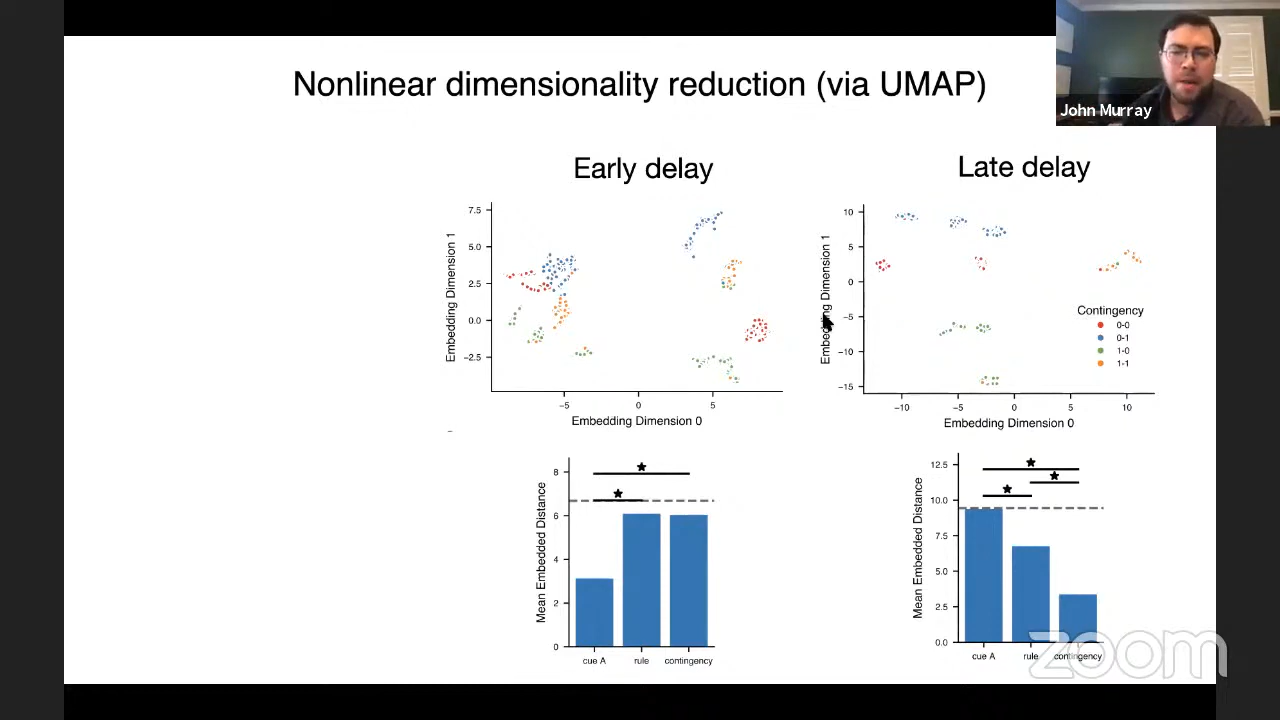 Nonlinear dimensionality reduction (via UMAP)
John Murray
Early delay
Late delay
7.5
5.0
2.5
0.0
−2.5
Embedding Dimension 1
−5
0
5
Embedding Dimension 0
10
5
0
−5
−10
−15
Embedding Dimension 1
−10
−5
0
5
10
Embedding Dimension 0
Contingency
0-0
0-1
1-0
1-1
8
6
4
2
0
Mean Embedded Distance
cue A
rule
contingency
12.5
10.0
7.5
5.0
2.5
0.0
Mean Embedded Distance
cue A
rule
contingency
zoom